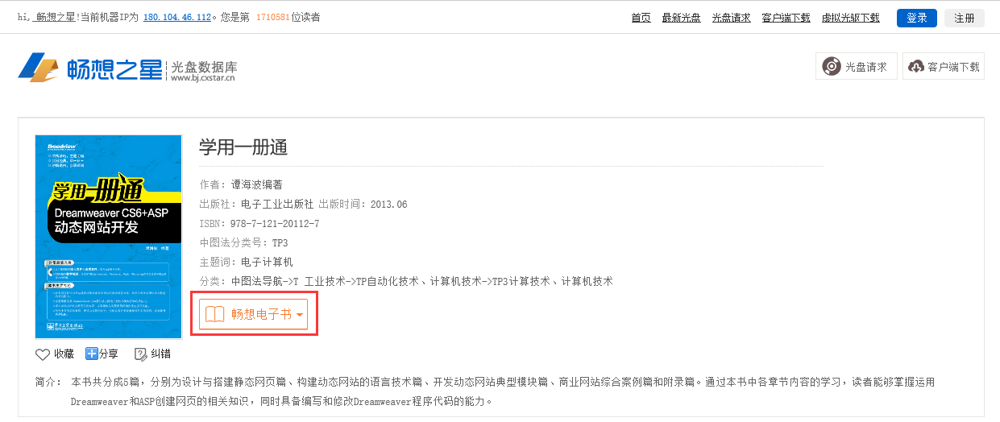 hi, 畅想之星!当前机器IP为 180.104.46.112。您是第 1710581位读者
首页 最新光盘 光盘请求 客户端下载 虚拟光驱下载 登录 注册
畅想之星 光盘数据库
www.bj.cxstar.cn
光盘请求 客户端下载
Broadview
学用一册通
Dreamweaver CS6+ASP
动态网站开发
学用一册通
作者：谭海波编著
出版社：电子工业出版社 出版时间：2013.06
ISBN：978-7-121-20112-7
中图法分类号：TP3
主题词：电子计算机
分类：中图法导航->T 工业技术->TP自动化技术、计算机技术->TP3计算技术、计算机技术
畅想电子书
收藏 分享 纠错
简介： 本书共分成5篇，分别为设计与搭建静态网页篇、构建动态网站的语言技术篇、开发动态网站典型模块篇、商业网站综合案例篇和附录篇。通过本书中各章节内容的学习，读者能够掌握运用
Dreamweaver和ASP创建网页的相关知识，同时具备编写和修改Dreamweaver程序代码的能力。